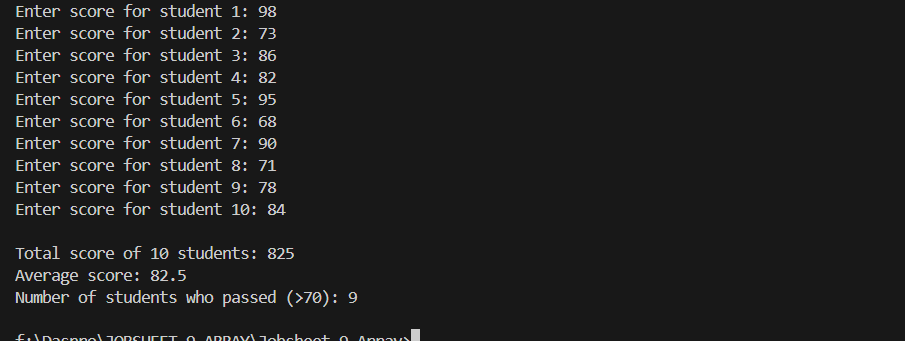 Enter score for student 1: 98
Enter score for student 2: 73
Enter score for student 3: 86
Enter score for student 4: 82
Enter score for student 5: 95
Enter score for student 6: 68
Enter score for student 7: 90
Enter score for student 8: 71
Enter score for student 9: 78
Enter score for student 10: 84
Total score of 10 students: 825
Average score: 82.5
Number of students who passed (>70): 9
f:\Daspro\JOBSHEET 9 ARRAY\Jobsheet 9 Array>